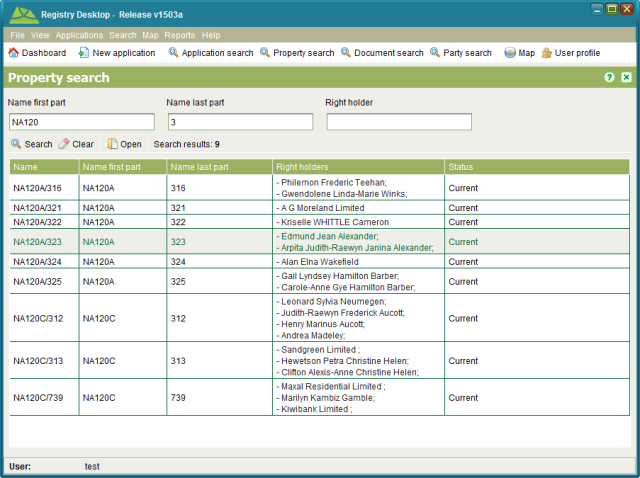 Registry Desktop - Release v1503a
File View Applications Search Map Reports Help
Dashboard New application Application search Property search Document search Party search Map User profile
Property search
Name first part Name last part Right holder
NA120 3
Search Clear Open Search results: 9
Name Name first part Name last part Right holders Status
NA120A/316 NA120A 316 - Philemon Frederic Teehan; Current
- Gwendolene Linda-Marie Winks;
NA120A/321 NA120A 321 - A G Moreland Limited Current
NA120A/322 NA120A 322 - Kriselle WHITTLE Cameron Current
NA120A/323 NA120A 323 - Edmund Jean Alexander; Current
- Arpita Judith-Raewyn Janina Alexander;
NA120A/324 NA120A 324 - Alan Elna Wakefield Current
NA120A/325 NA120A 325 - Gail Lyndsey Hamilton Barber; Current
- Carole-Anne Gye Hamilton Barber;
NA120C/312 NA120C 312 - Leonard Sylvia Neumegen; Current
- Judith-Raewyn Frederick Aucott;
- Henry Marinus Aucott;
- Andrea Madeley;
NA120C/313 NA120C 313 - Sandgreen Limited ; Current
- Hewetson Petra Christine Helen;
- Clifton Alexis-Anne Christine Helen;
NA120C/739 NA120C 739 - Maxal Residential Limited ; Current
- Marilyn Kambiz Gamble;
- Kiwibank Limited ;
User: test